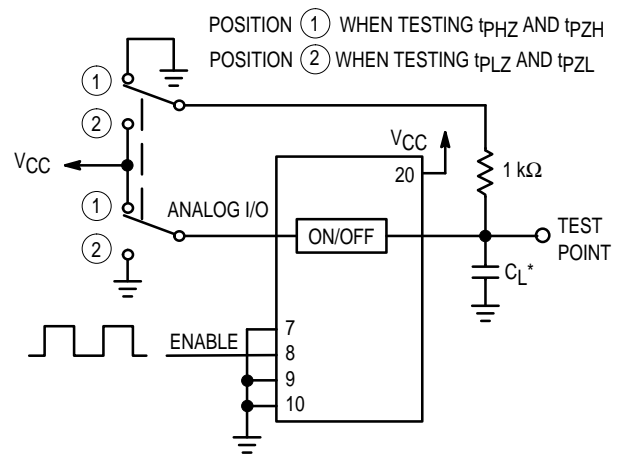 POSITION 1 WHEN TESTING tPHZ AND tPZH
POSITION 2 WHEN TESTING tPLZ AND tPZL
1
2
VCC
VCC
20
1 kΩ
1
ANALOG I/O
ON/OFF
TEST
POINT
2
CL*
7
ENABLE
8
9
10